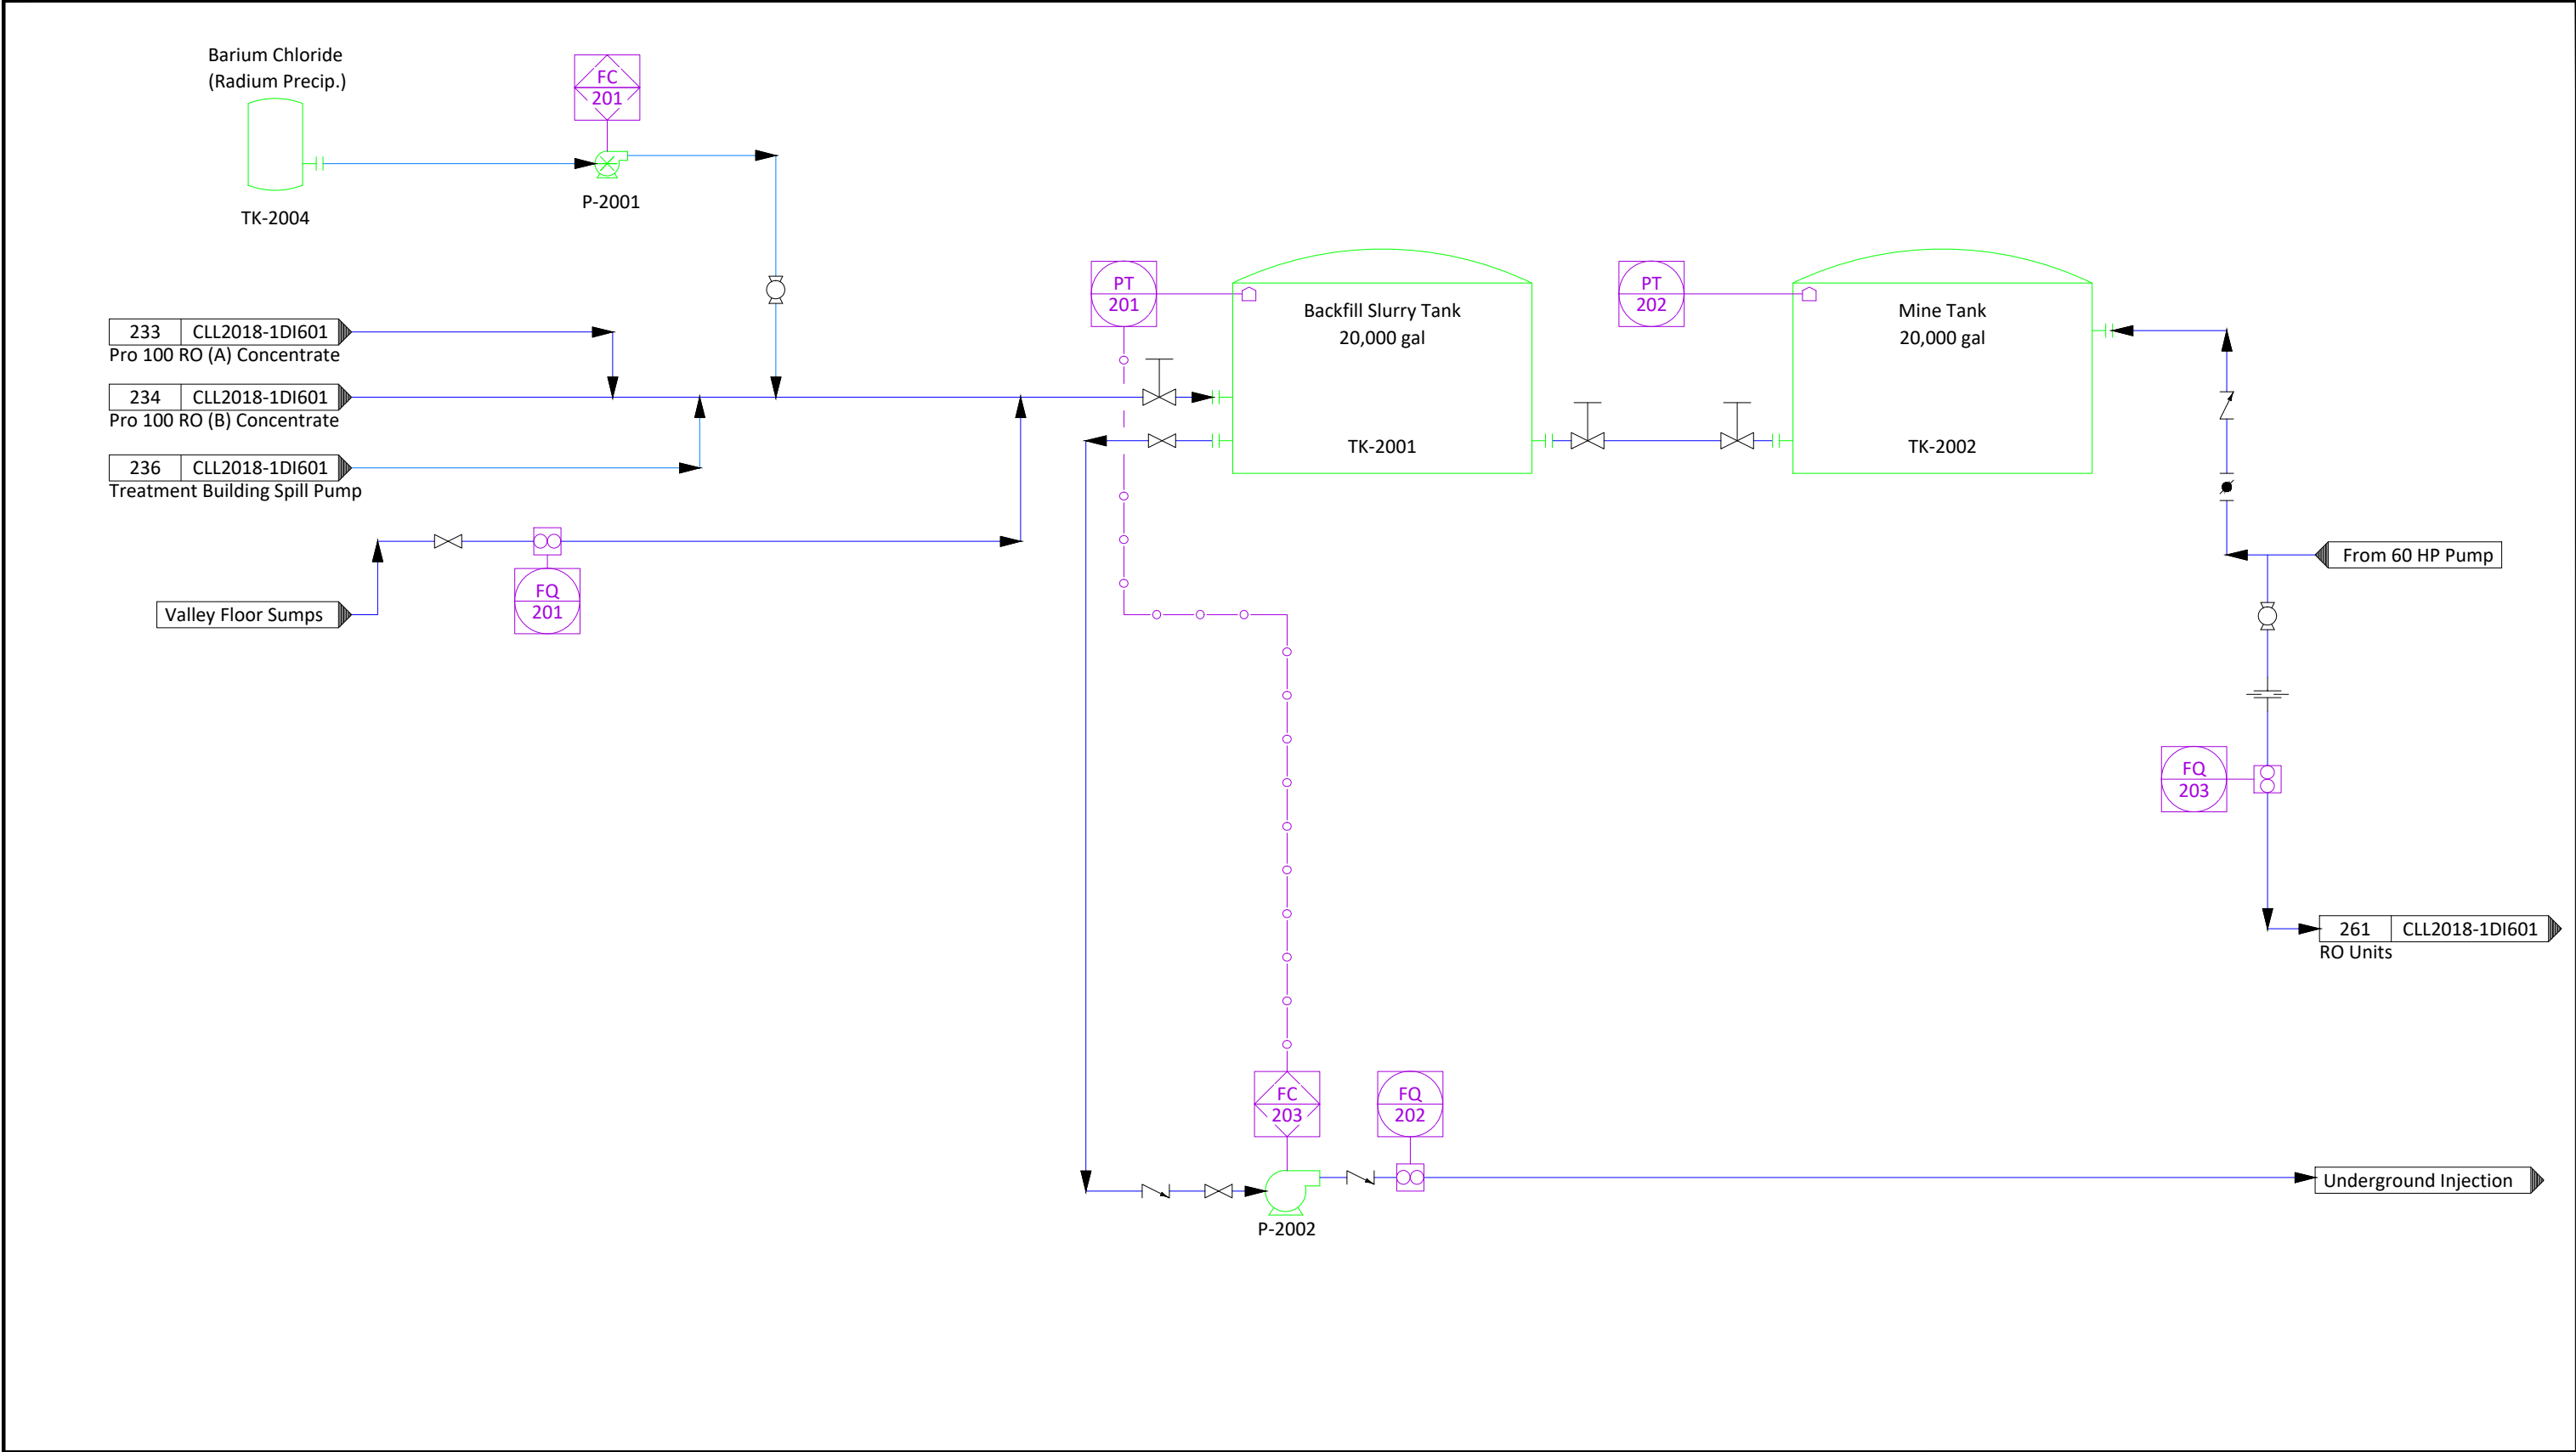 Barium Chloride
(Radium Precip.)
TK-2004
FC
201
P-2001
233 CLL2018-1DI601
Pro 100 RO (A) Concentrate
234 CLL2018-1DI601
Pro 100 RO (B) Concentrate
236 CLL2018-1DI601
Treatment Building Spill Pump
Valley Floor Sumps
FQ
201
PT
201
Backfill Slurry Tank
20,000 gal
TK-2001
PT
202
Mine Tank
20,000 gal
TK-2002
From 60 HP Pump
FQ
203
261 CLL2018-1DI601
RO Units
FC
203
FQ
202
P-2002
Underground Injection